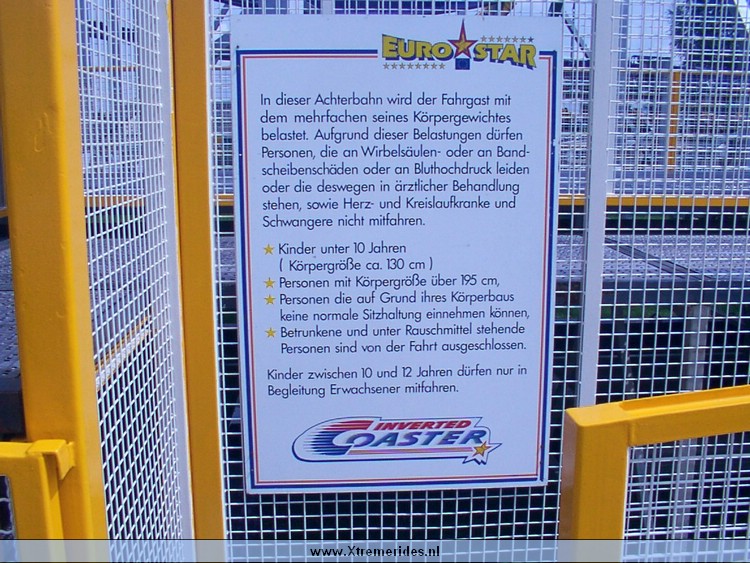 EURO STAR
In dieser Achterbahn wird der Fahrgast mit
dem mehrfachen seines Körpergewichtes
belastet. Aufgrund dieser Belastungen dürfen
Personen, die an Wirbelsäulen- oder an Band-
scheibenschäden oder an Bluthochdruck leiden
oder die deswegen in ärztlicher Behandlung
stehen, sowie Herz- und Kreislaufkranke und
Schwangere nicht mitfahren.
Kinder unter 10 Jahren
( Körpergröße ca. 130 cm )
Personen mit Körpergröße über 195 cm,
Personen die auf Grund ihres Körperbaus
keine normale Sitzhaltung einnehmen können,
Betrunkene und unter Rauschmittel stehende
Personen sind von der Fahrt ausgeschlossen.
Kinder zwischen 10 und 12 Jahren dürfen nur in
Begleitung Erwachsener mitfahren.
INVERTED
COASTER
www.Xtremerides.nl